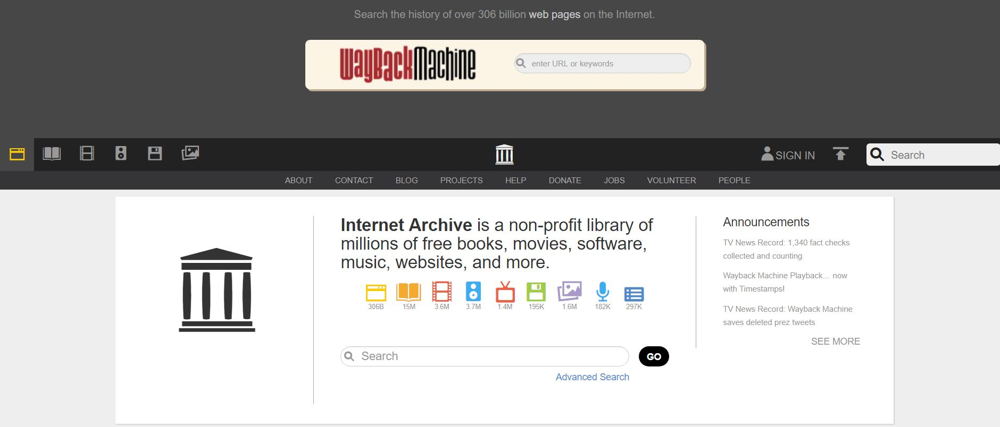 Search the history of over 306 billion web pages on the Internet.
WayBackMachine
enter URL or keywords
SIGN IN
Search
ABOUT CONTACT BLOG PROJECTS HELP DONATE JOBS VOLUNTEER PEOPLE
Internet Archive is a non-profit library of
millions of free books, movies, software,
music, websites, and more.
306B 15M 3.6M 3.7M 1.4M 195K 1.6M 182K 297K
Search
GO
Advanced Search
Announcements
TV News Record: 1,340 fact checks
collected and counting
Wayback Machine Playback... now
with Timestamps!
TV News Record: Wayback Machine
saves deleted prez tweets
SEE MORE